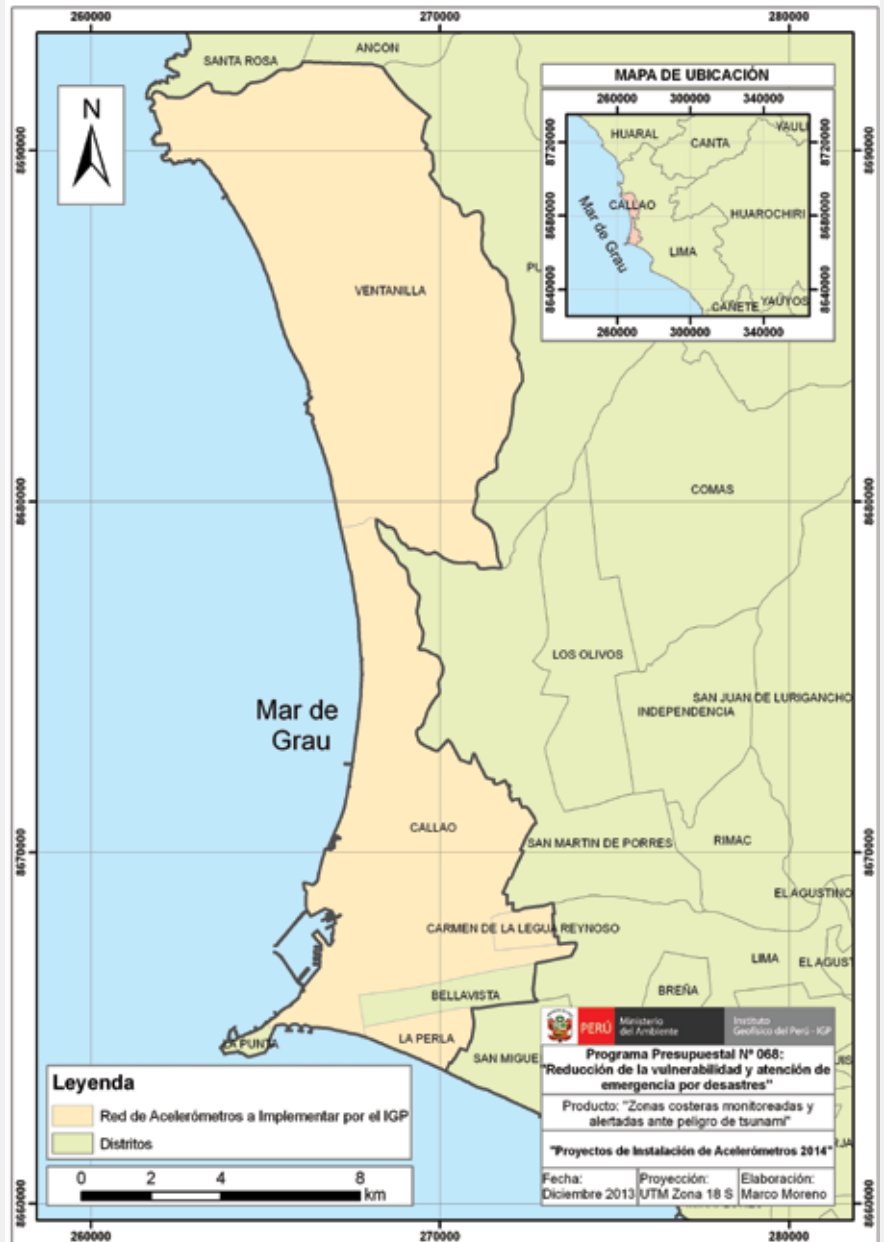 260000
270000
280000
SANTA ROSA
ANCON
N
MAPA DE UBICACIÓN
260000 300000 340000
HUARAL
YAULI
CANTA
8720000
8720000
8690000
8690000
CALLAO
HUAROCHIRI
8680000
8680000
Mar de Grau
LIMA
VENTANILLA
8640000
8640000
CAÑETE
YAUYOS
260000 300000 340000
PU
COMAS
8680000
8680000
LOS OLIVOS
SAN JUAN DE LURIGANCHO
INDEPENDENCIA
Mar de
Grau
CALLAO
SAN MARTIN DE PORRES
RIMAC
8670000
8670000
EL AGUSTINO
CARMEN DE LA LEGUA REYNOSO
LIMA
EL AGUST
BELLAVISTA
BREÑA
LA PERLA
LA PUNTA
SAN MIGUE
UIS
RJA
PERÚ
Ministerio
del Ambiente
Instituto
Geofísico del Perú - IGP
Programa Presupuestal Nº 068:
"Reducción de la vulnerabilidad y atención de
emergencia por desastres"
Producto: "Zonas costeras monitoreadas y
alertadas ante peligro de tsunami"
"Proyectos de Instalación de Acelerómetros 2014"
Fecha:
Diciembre 2013
Proyección:
UTM Zona 18 S
Elaboración:
Marco Moreno
Leyenda
Red de Acelerómetros a Implementar por el IGP
Distritos
0 2 4 8
km
8660000
8660000
260000
270000
280000